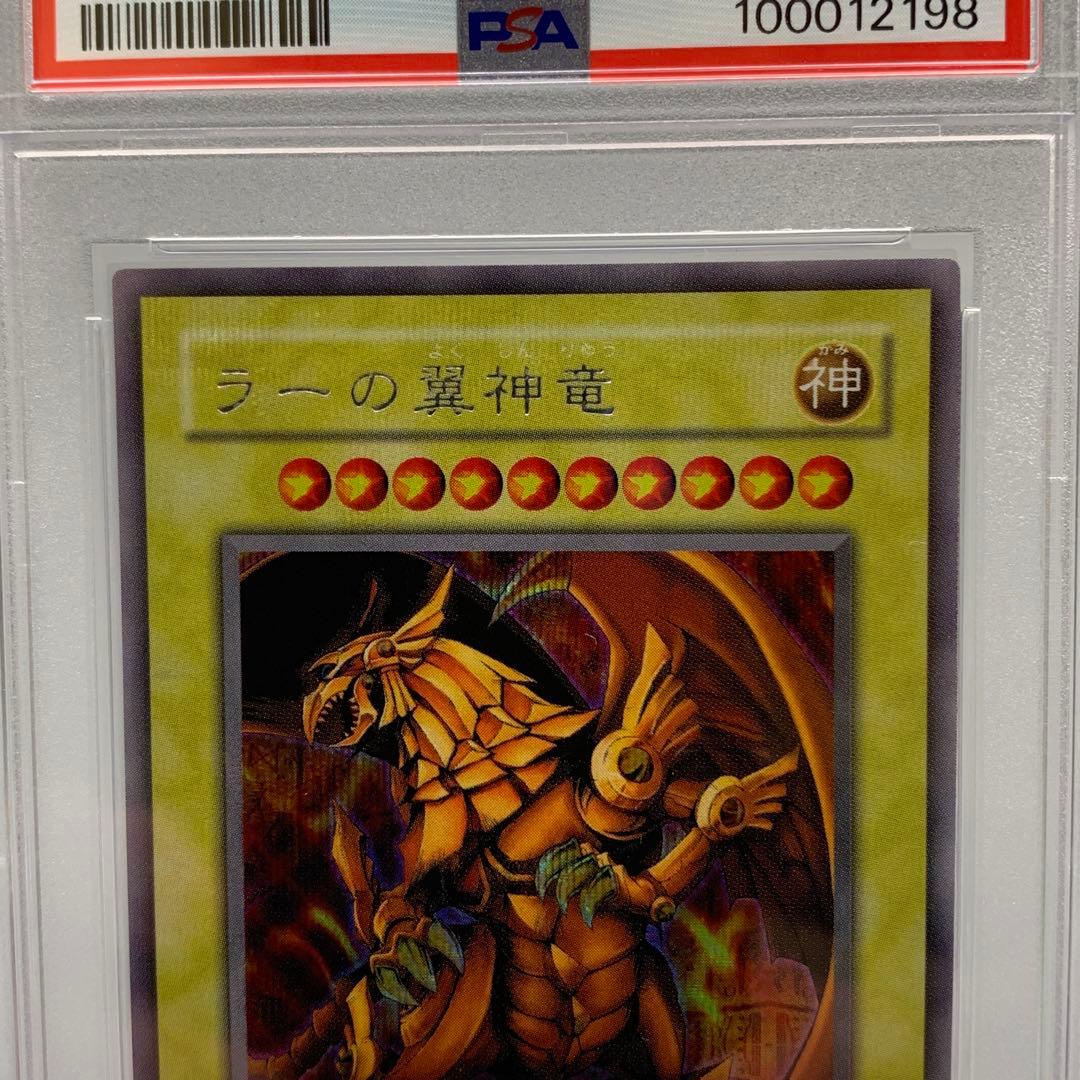 PSA
100012198
よく しん りゅう
ラーの翼神竜
かみ
神